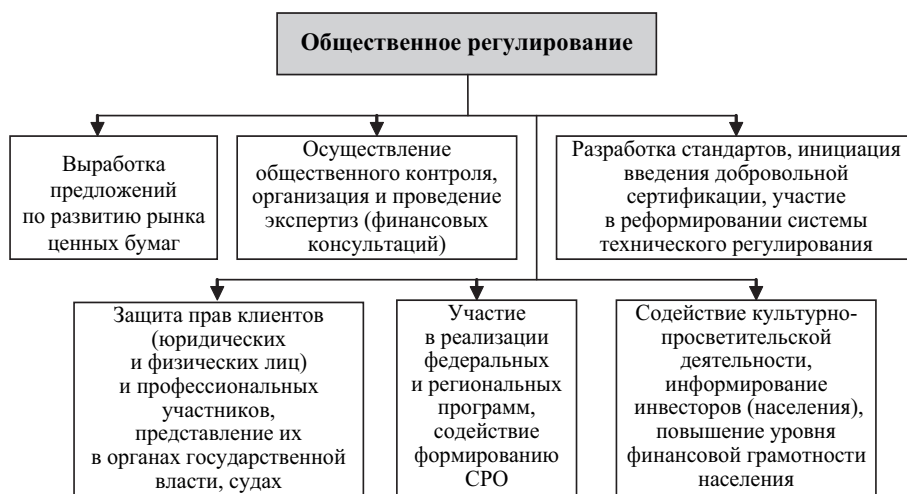 Общественное регулирование
Выработка
предложений
по развитию рынка
ценных бумаг
Осуществление
общественного контроля,
организация и проведение
экспертиз (финансовых
консультаций)
Разработка стандартов, инициация
введения добровольной
сертификации, участие
в реформировании системы
технического регулирования
Защита прав клиентов
(юридических
и физических лиц)
и профессиональных
участников,
представление их
в органах государственной
власти, судах
Участие
в реализации
федеральных
и региональных
программ,
содействие
формированию
СРО
Содействие культурно-
просветительской
деятельности,
информирование
инвесторов (населения),
повышение уровня
финансовой грамотности
населения